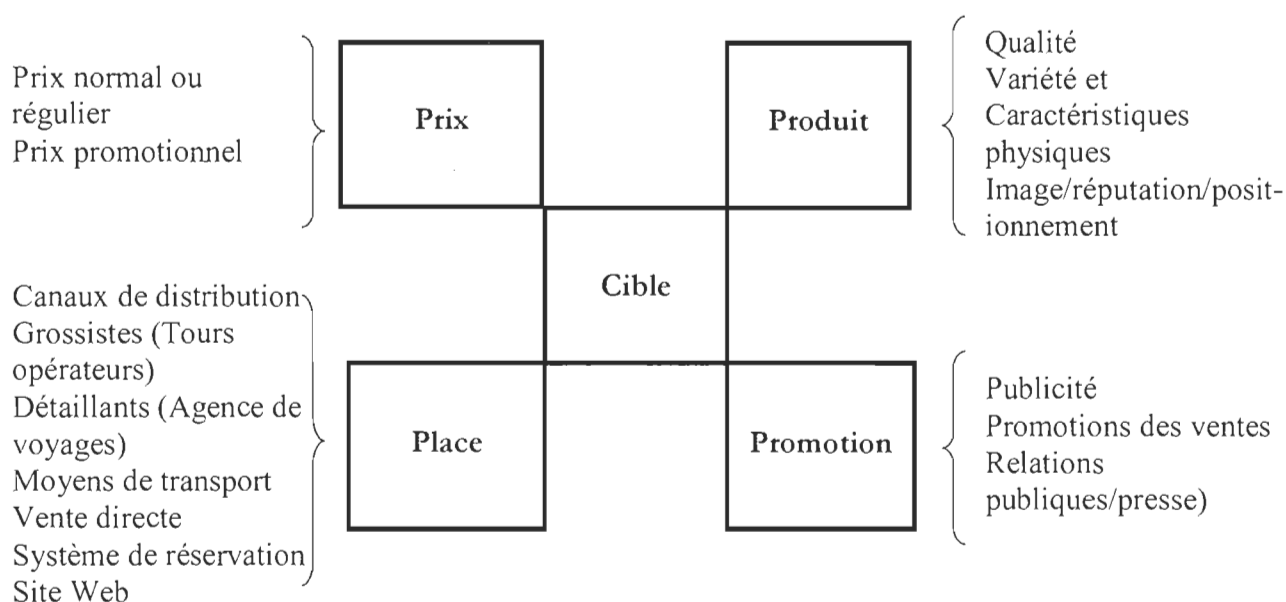 Prix normal ou
régulier
Prix promotionnel
Prix
Produit
Qualité
Variété et
Caractéristiques
physiques
Image/réputation/posit-
ionnement
Cible
Canaux de distribution
Grossistes (Tours
opérateurs)
Détaillants (Agence de
voyages)
Moyens de transport
Vente directe
Système de réservation
Site Web
Place
Promotion
Publicité
Promotions des ventes
Relations
publiques/presse)